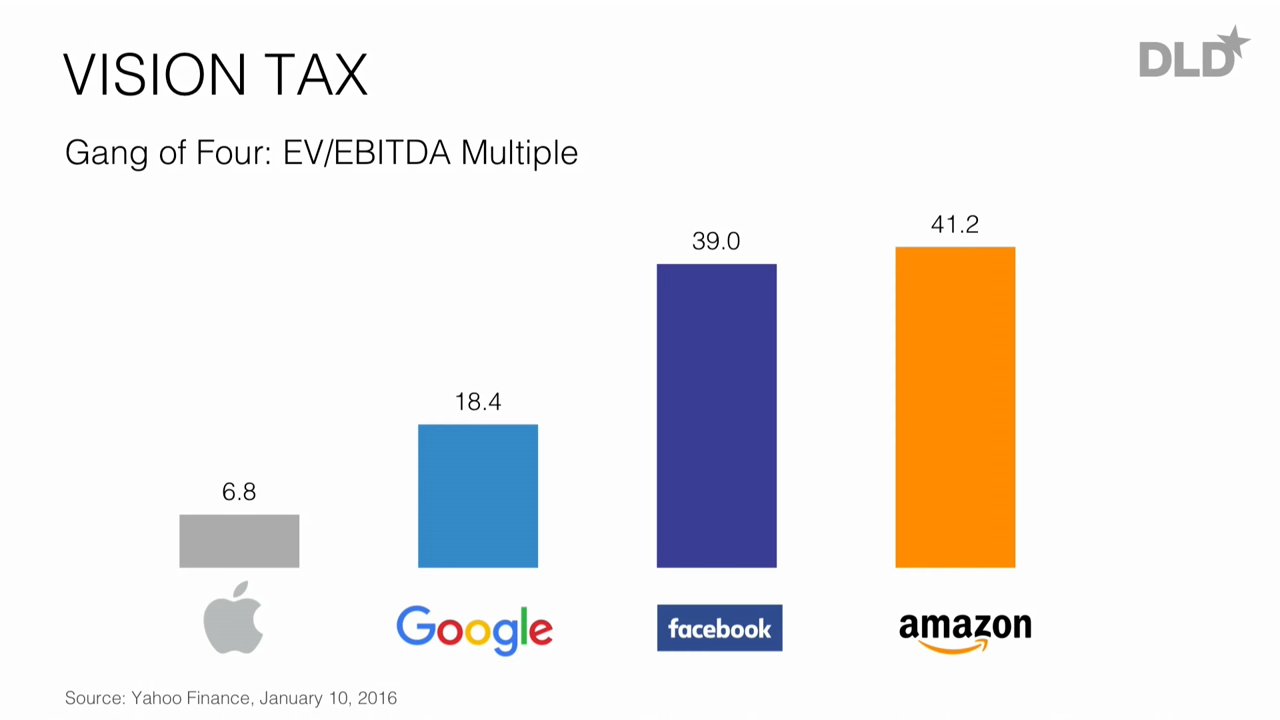 VISION TAX
DLD
Gang of Four: EV/EBITDA Multiple
6.8
18.4
39.0
41.2
Google
facebook
amazon
Source: Yahoo Finance, January 10, 2016